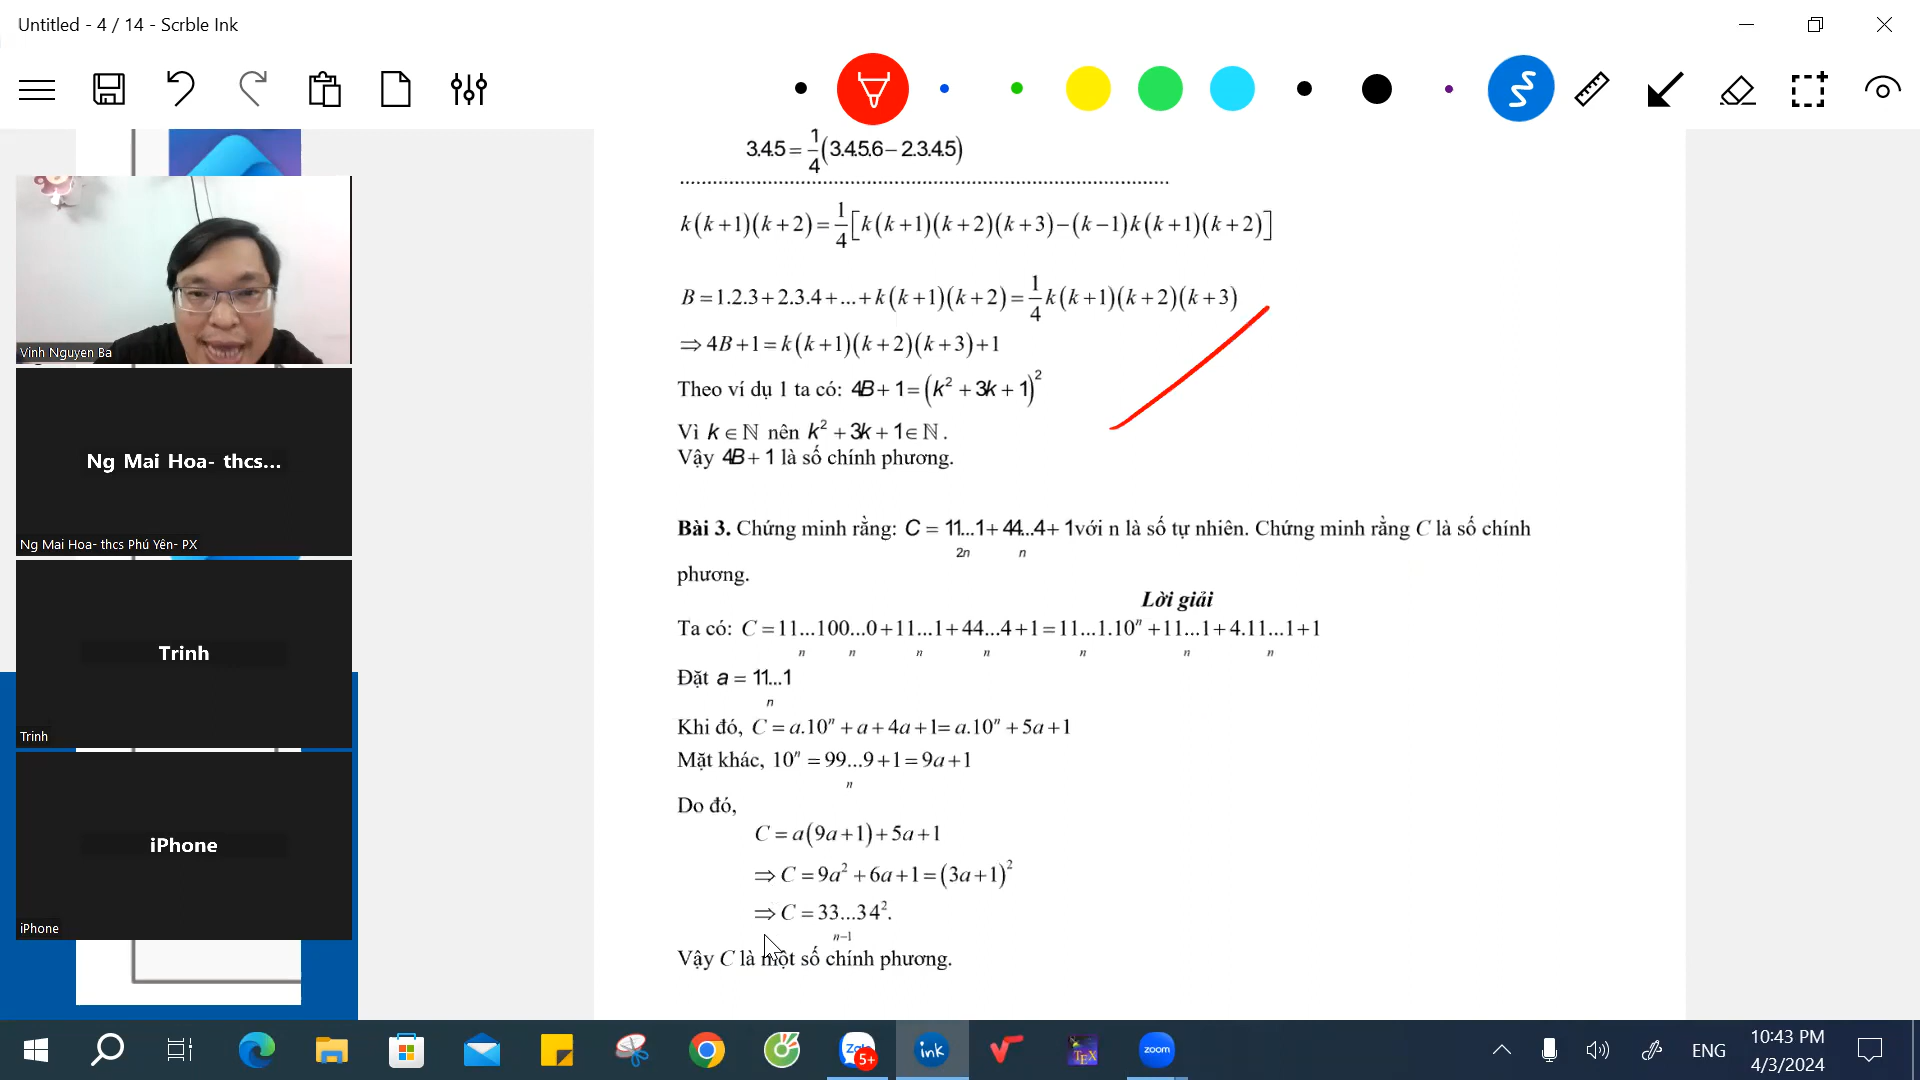 Untitled - 4 / 14 - Scrble Ink
3.4.5 = 1/4 (3.4.5.6 − 2.3.4.5)
........................................................................................
k(k+1)(k+2) = 1/4 [k(k+1)(k+2)(k+3) − (k−1)k(k+1)(k+2)]
B = 1.2.3 + 2.3.4 + ... + k(k+1)(k+2) = 1/4 k(k+1)(k+2)(k+3)
⇒ 4B + 1 = k(k+1)(k+2)(k+3) + 1
Theo ví dụ 1 ta có: 4B + 1 = (k² + 3k + 1)²
Vì k ∈ ℕ nên k² + 3k + 1 ∈ ℕ.
Vậy 4B + 1 là số chính phương.
Bài 3. Chứng minh rằng: C = 11...1 + 44...4 + 1 với n là số tự nhiên. Chứng minh rằng C là số chính
2n n
phương.
Lời giải
Ta có: C = 11...100...0 + 11...1 + 44...4 + 1 = 11...1.10ⁿ + 11...1 + 4.11...1 + 1
n n n n n n n
Đặt a = 11...1
n
Khi đó, C = a.10ⁿ + a + 4a + 1 = a.10ⁿ + 5a + 1
Mặt khác, 10ⁿ = 99...9 + 1 = 9a + 1
n
Do đó,
C = a(9a+1) + 5a + 1
⇒ C = 9a² + 6a + 1 = (3a+1)²
⇒ C = 33...34².
n−1
Vậy C là một số chính phương.
Vinh Nguyen Ba
Ng Mai Hoa- thcs...
Ng Mai Hoa- thcs Phú Yên- PX
Trinh
Trinh
iPhone
iPhone
Zalo
5+
ink
TEX
zoom
ENG
10:43 PM
4/3/2024